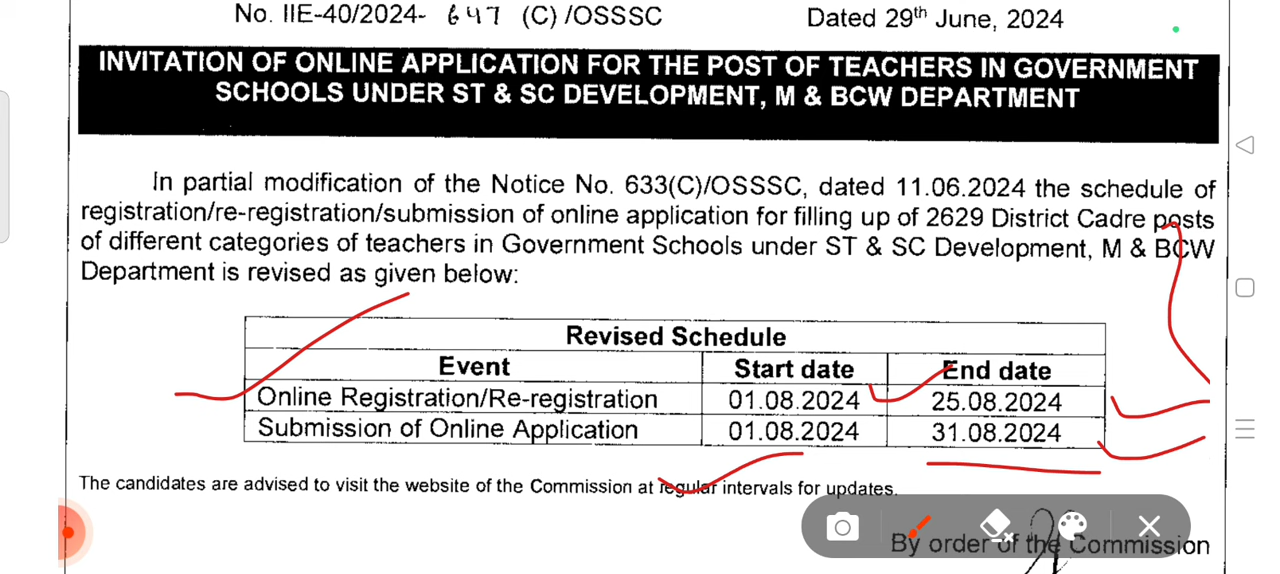 No. IIE-40/2024- 647 (C) /OSSSC Dated 29th June, 2024
INVITATION OF ONLINE APPLICATION FOR THE POST OF TEACHERS IN GOVERNMENT
SCHOOLS UNDER ST & SC DEVELOPMENT, M & BCW DEPARTMENT
In partial modification of the Notice No. 633(C)/OSSSC, dated 11.06.2024 the schedule of
registration/re-registration/submission of online application for filling up of 2629 District Cadre posts
of different categories of teachers in Government Schools under ST & SC Development, M & BCW
Department is revised as given below:
Revised Schedule
Event Start date End date
Online Registration/Re-registration 01.08.2024 25.08.2024
Submission of Online Application 01.08.2024 31.08.2024
The candidates are advised to visit the website of the Commission at regular intervals for updates.
By order of the Commission